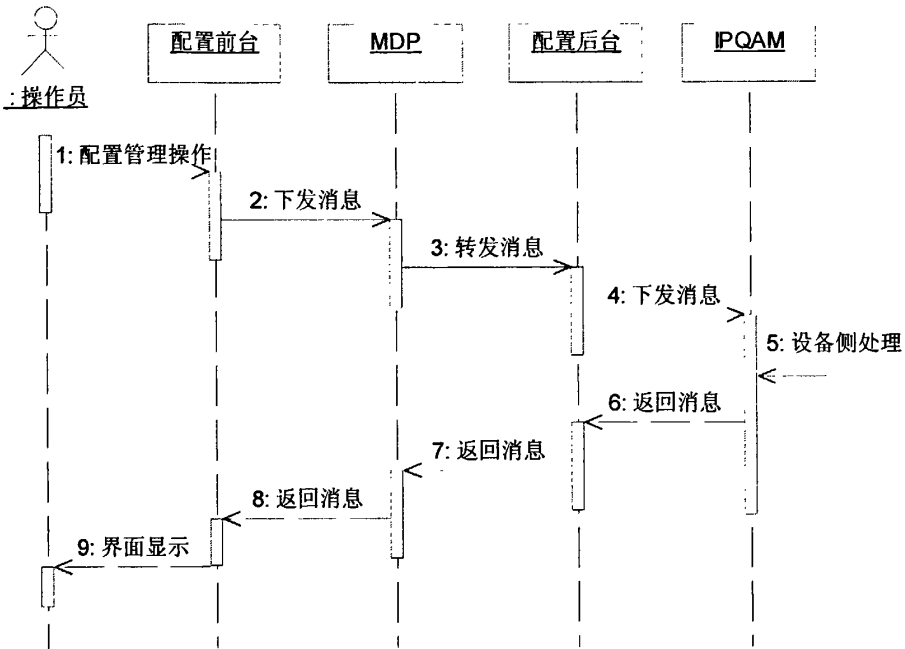 配置前台
MDP
配置后台
IPQAM
: 操作员
1: 配置管理操作
2: 下发消息
3: 转发消息
4: 下发消息
5: 设备侧处理
6: 返回消息
7: 返回消息
8: 返回消息
9: 界面显示